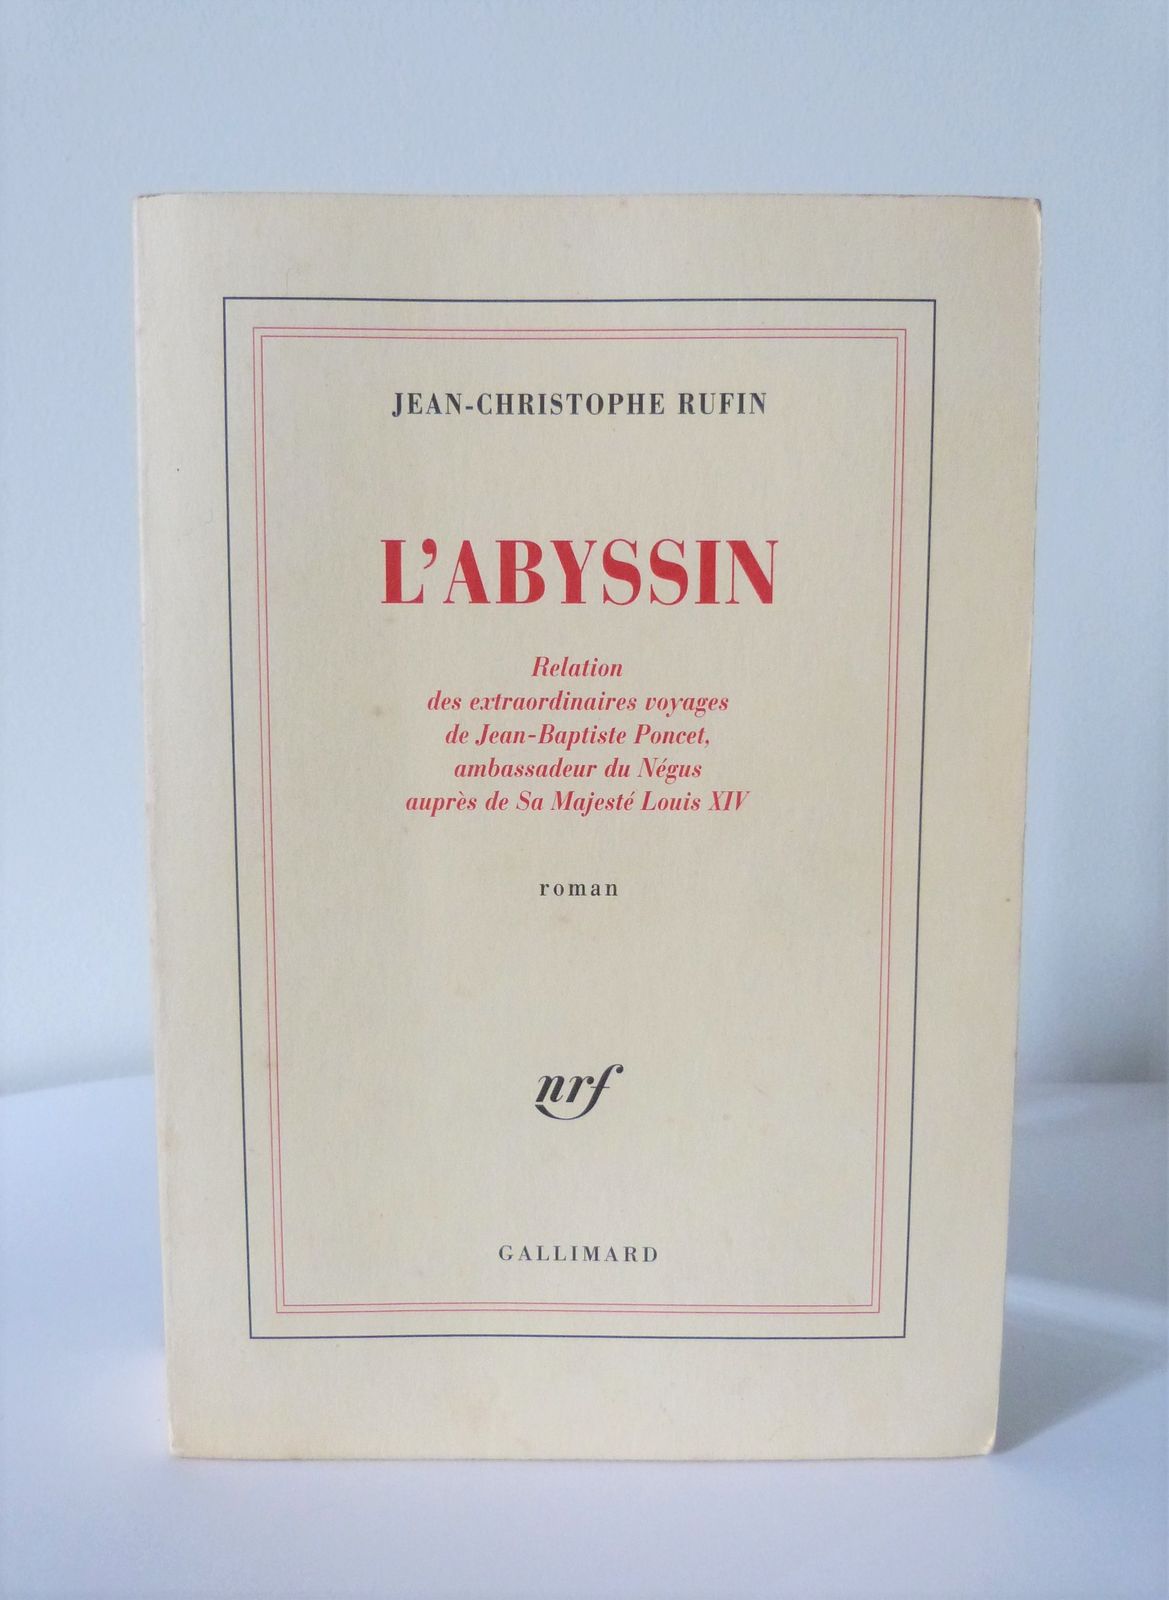 JEAN-CHRISTOPHE RUFIN
L'ABYSSIN
Relation
des extraordinaires voyages
de Jean-Baptiste Poncet,
ambassadeur du Négus
auprès de Sa Majesté Louis XIV
roman
nrf
GALLIMARD